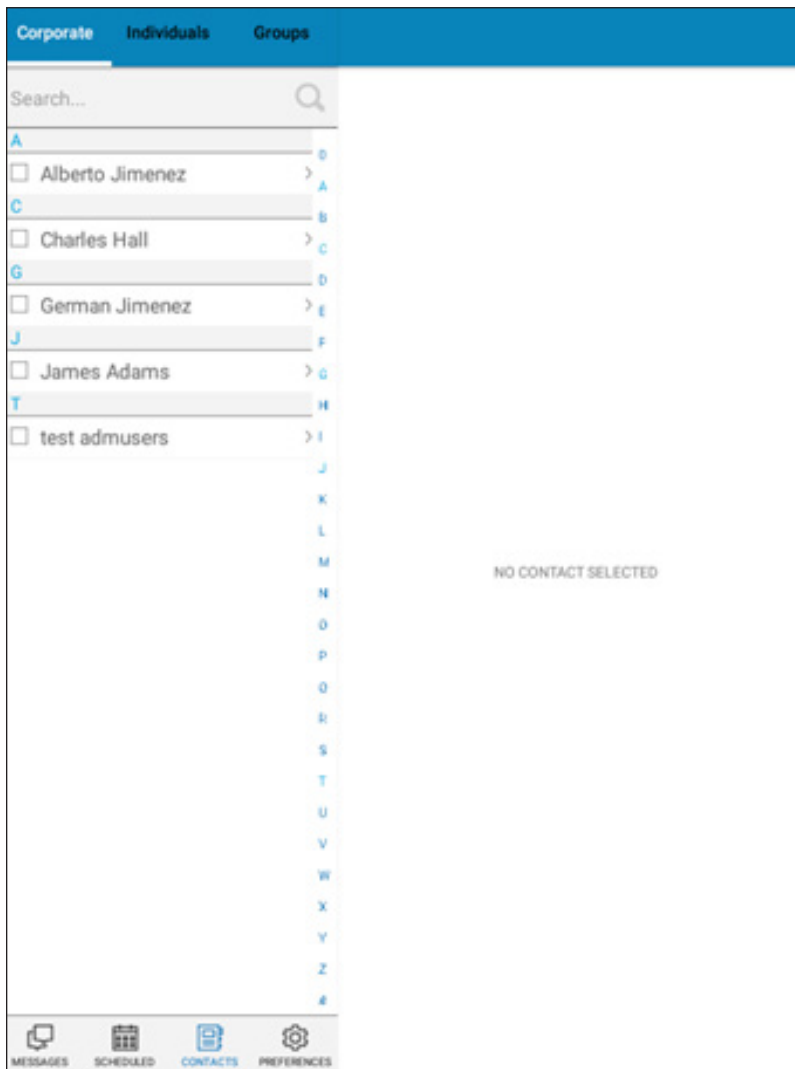 Corporate Individuals Groups
Search...
A
Alberto Jimenez
C
Charles Hall
G
German Jimenez
J
James Adams
T
test admusers
A
B
C
D
E
F
G
H
I
J
K
L
M
N
O
P
R
S
T
U
V
W
X
Y
Z
NO CONTACT SELECTED
MESSAGES SCHEDULED CONTACTS PREFERENCES